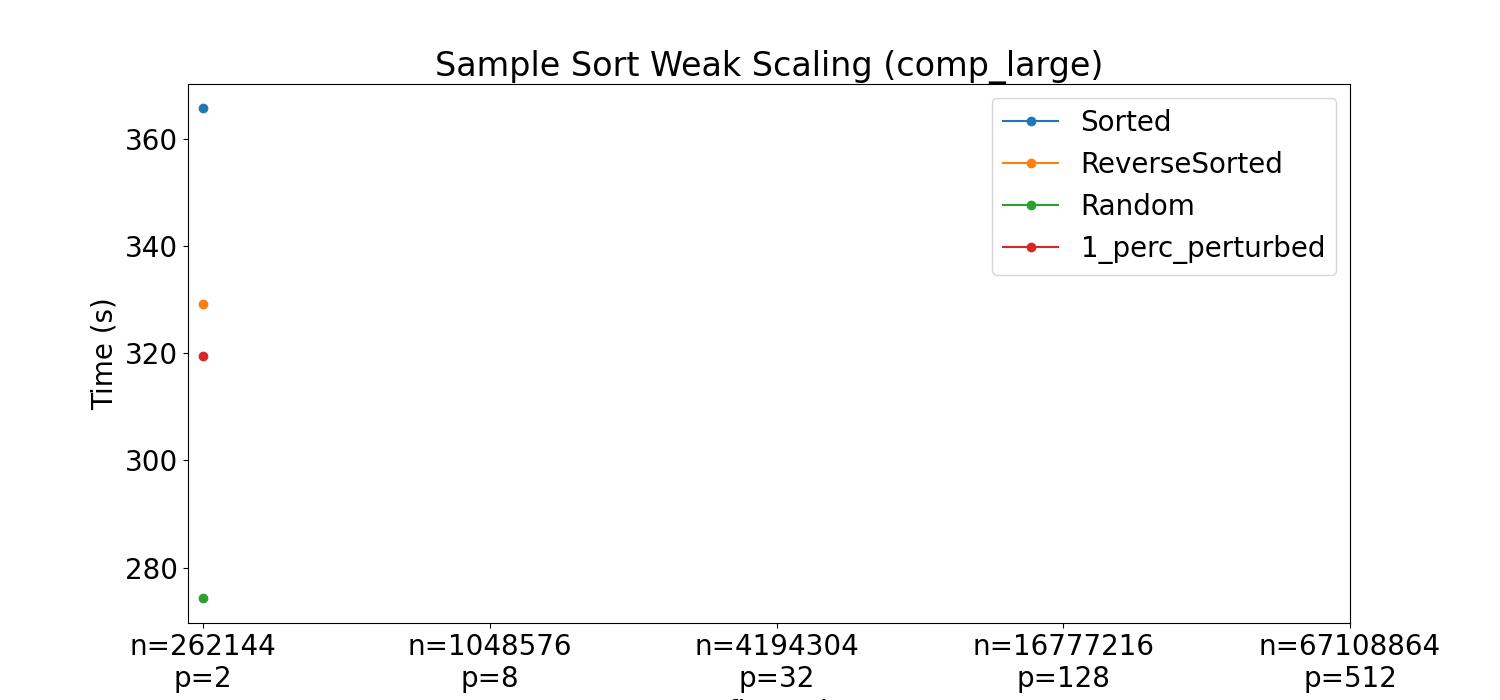 Sample Sort Weak Scaling (comp_large)
Sorted
ReverseSorted
Random
1_perc_perturbed
Time (s)
360
340
320
300
280
n=262144 n=1048576 n=4194304 n=16777216 n=67108864
p=2 p=8 p=32 p=128 p=512